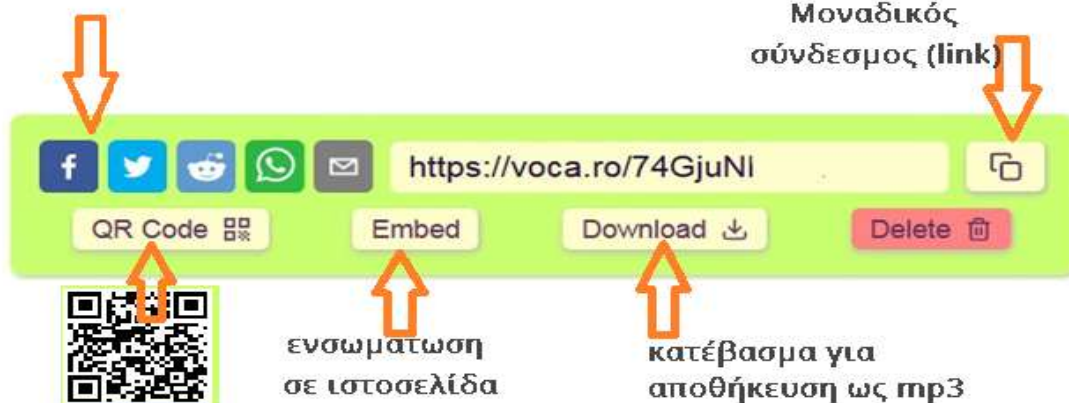 Μοναδικός
σύνδεσμος (link)
f
https://voca.ro/74GjuNl
QR Code
Embed
Download
Delete
ενσωμάτωση
σε ιστοσελίδα
κατέβασμα για
αποθήκευση ως mp3